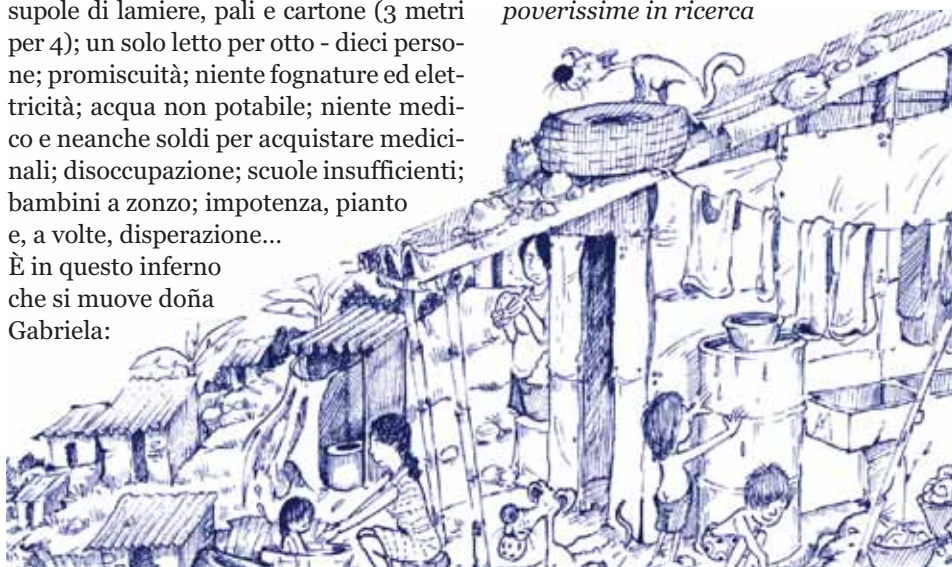 supole di lamiere, pali e cartone (3 metri
per 4); un solo letto per otto - dieci perso-
ne; promiscuità; niente fognature ed elet-
tricità; acqua non potabile; niente medi-
co e neanche soldi per acquistare medici-
nali; disoccupazione; scuole insufficienti;
bambini a zonzo; impotenza, pianto
e, a volte, disperazione...
È in questo inferno
che si muove doña
Gabriela:
poverissime in ricerca